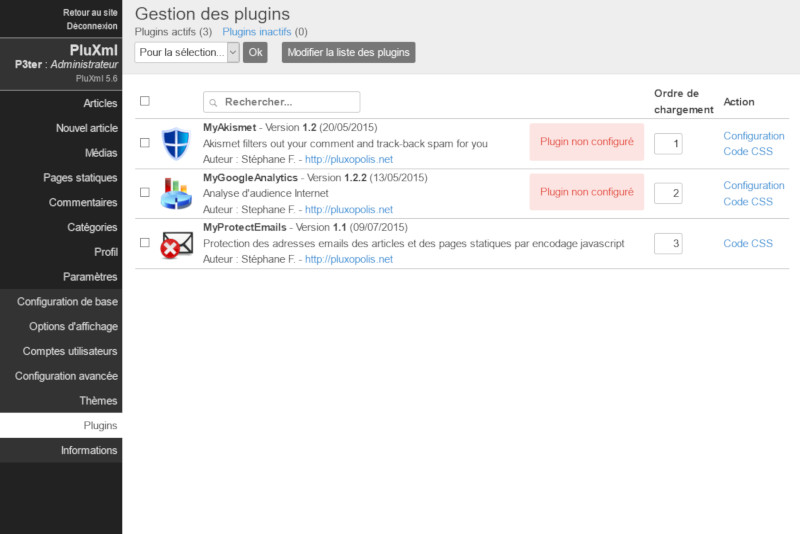 Retour au site
Déconnexion
PluXml
P3ter : Administrateur
PluXml 5.6
Articles
Nouvel article
Médias
Pages statiques
Commentaires
Catégories
Profil
Paramètres
Configuration de base
Options d'affichage
Comptes utilisateurs
Configuration avancée
Thèmes
Plugins
Informations
Gestion des plugins
Plugins actifs (3) Plugins inactifs (0)
Pour la sélection... Ok Modifier la liste des plugins
Rechercher... Ordre de chargement Action
MyAkismet - Version 1.2 (20/05/2015)
Akismet filters out your comment and track-back spam for you
Auteur : Stéphane F. - http://pluxopolis.net
Plugin non configuré
1
Configuration
Code CSS
MyGoogleAnalytics - Version 1.2.2 (13/05/2015)
Analyse d'audience Internet
Auteur : Stephane F. - http://pluxopolis.net
Plugin non configuré
2
Configuration
Code CSS
MyProtectEmails - Version 1.1 (09/07/2015)
Protection des adresses emails des articles et des pages statiques par encodage javascript
Auteur : Stéphane F. - http://pluxopolis.net
3
Code CSS